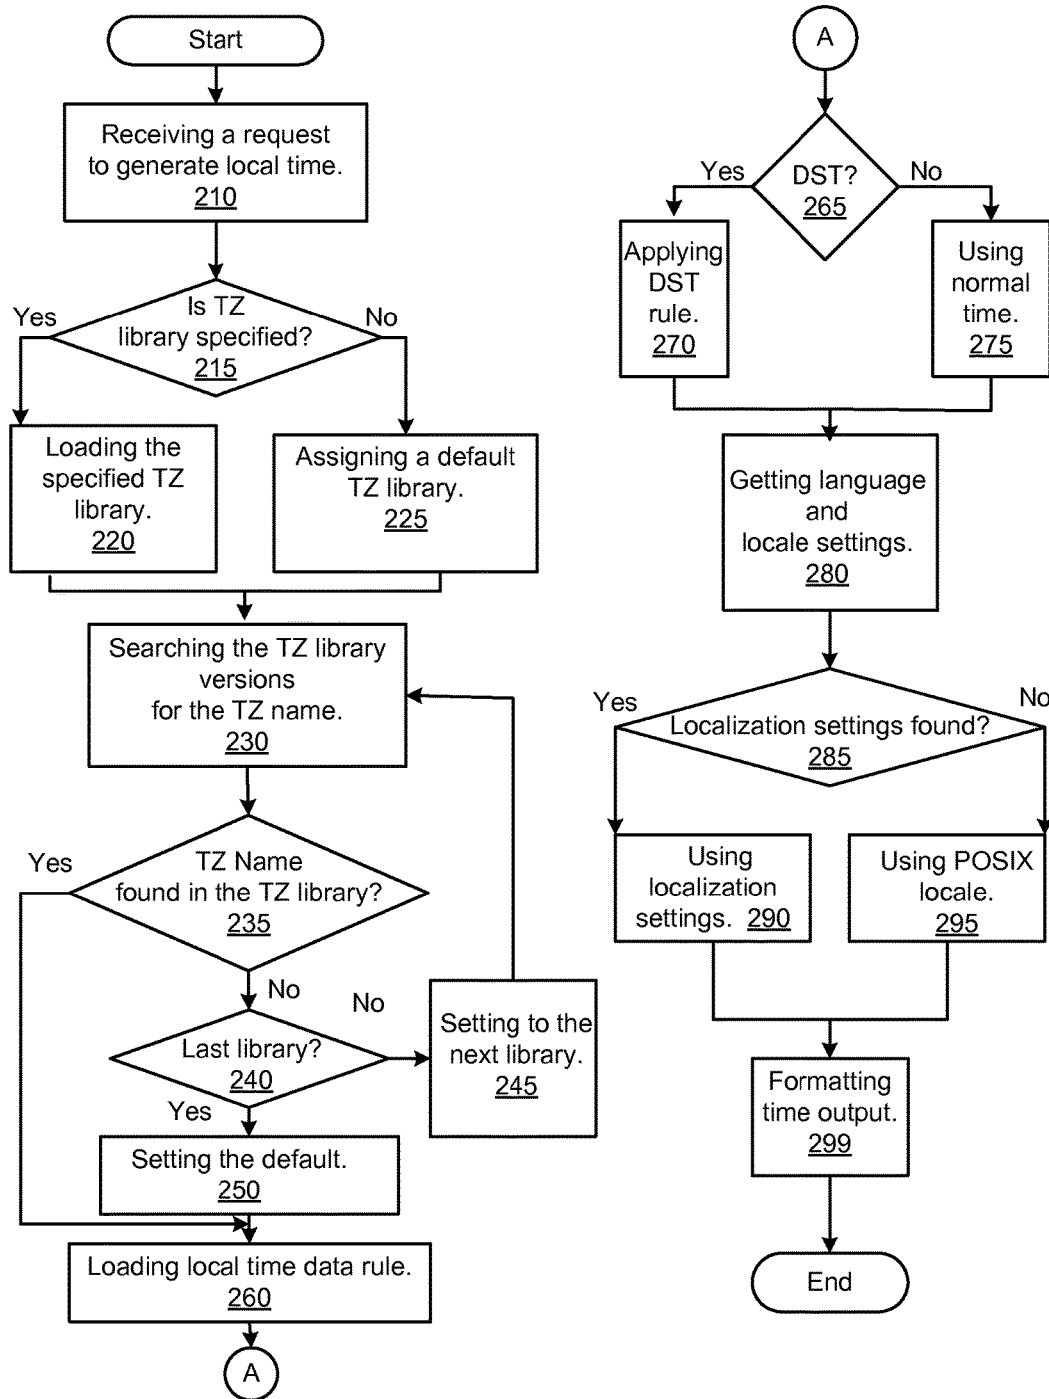 Start
Receiving a request
to generate local time.
210
Is TZ
library specified?
215
Yes
No
Loading the
specified TZ
library.
220
Assigning a default
TZ library.
225
Searching the TZ library
versions
for the TZ name.
230
TZ Name
found in the TZ library?
235
Yes
No
Last library?
240
No
Setting to the
next library.
245
Yes
Setting the default.
250
Loading local time data rule.
260
A
A
DST?
265
Yes
No
Applying
DST
rule.
270
Using
normal
time.
275
Getting language
and
locale settings.
280
Localization settings found?
285
Yes
No
Using
localization
settings. 290
Using POSIX
locale.
295
Formatting
time output.
299
End